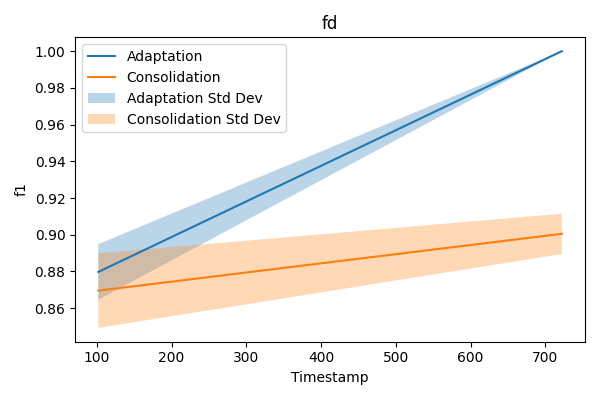 fd
Adaptation
Consolidation
Adaptation Std Dev
Consolidation Std Dev
1.00
0.98
0.96
0.94
0.92
0.90
0.88
0.86
f1
100 200 300 400 500 600 700
Timestamp